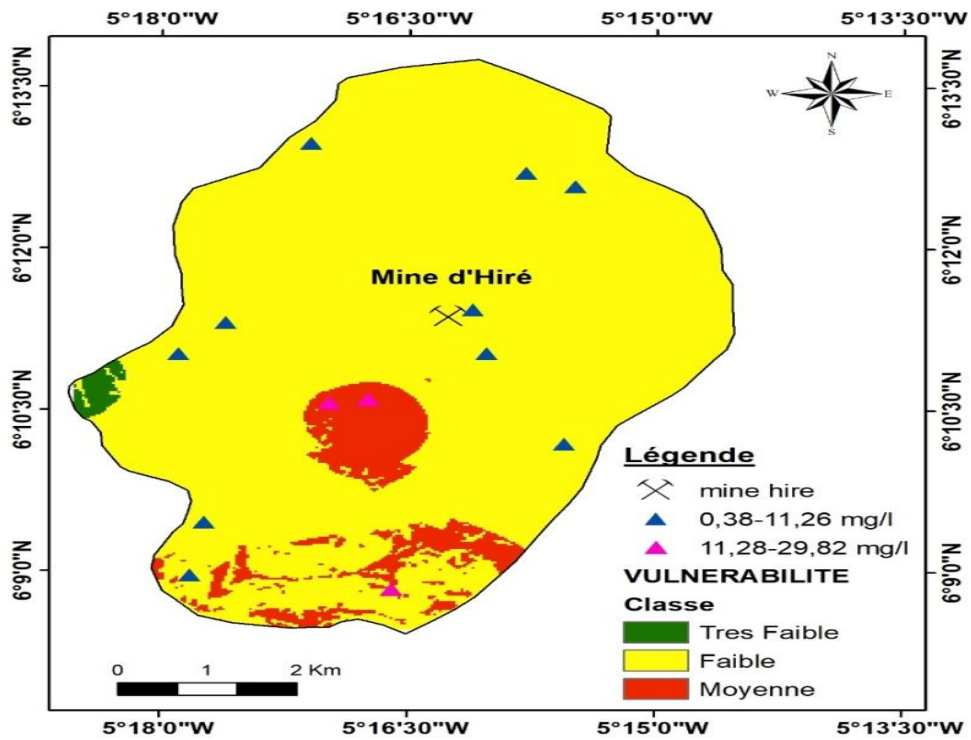 5°18'0"W 5°16'30"W 5°15'0"W 5°13'30"W
6°13'30"N 6°13'30"N
N
W E
S
6°12'0"N 6°12'0"N
Mine d'Hiré
6°10'30"N 6°10'30"N
Légende
mine hire
0,38-11,26 mg/l
11,28-29,82 mg/l
6°9'0"N 6°9'0"N
VULNERABILITE
Classe
Tres Faible
Faible
Moyenne
0 1 2 Km
5°18'0"W 5°16'30"W 5°15'0"W 5°13'30"W